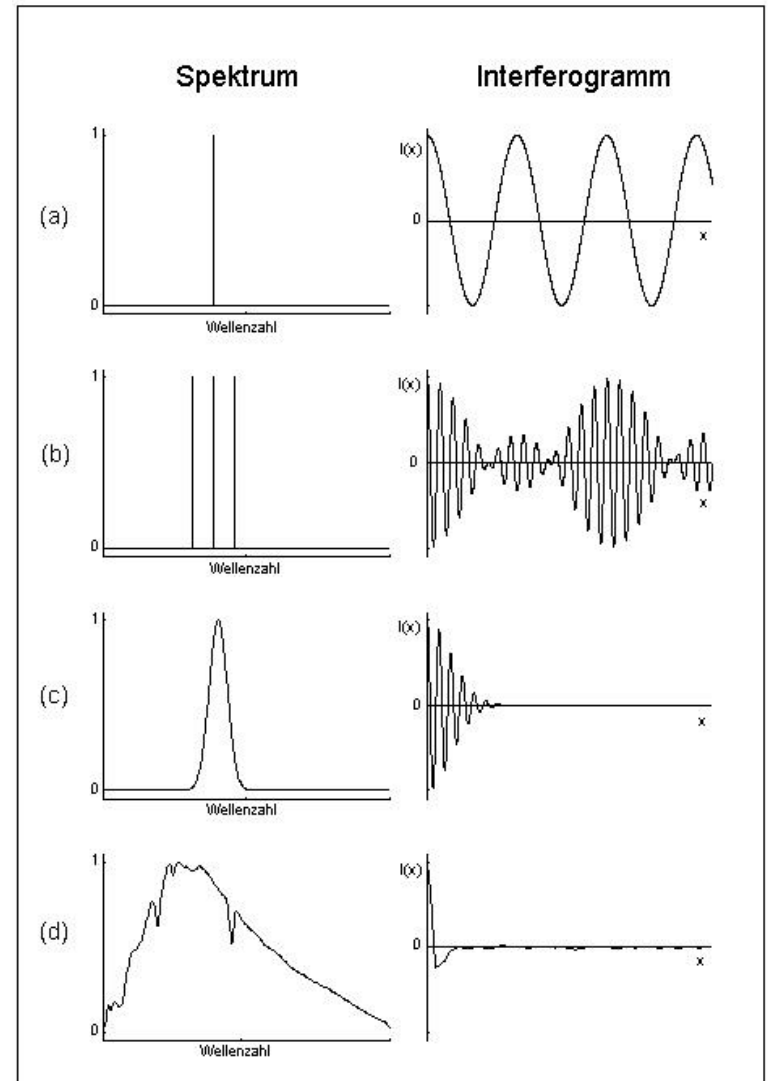 Spektrum Interferogramm
(a)
1
0
Wellenzahl
I(x)
0
x
(b)
1
0
Wellenzahl
I(x)
0
x
(c)
1
0
Wellenzahl
I(x)
0
x
(d)
1
0
Wellenzahl
I(x)
0
x